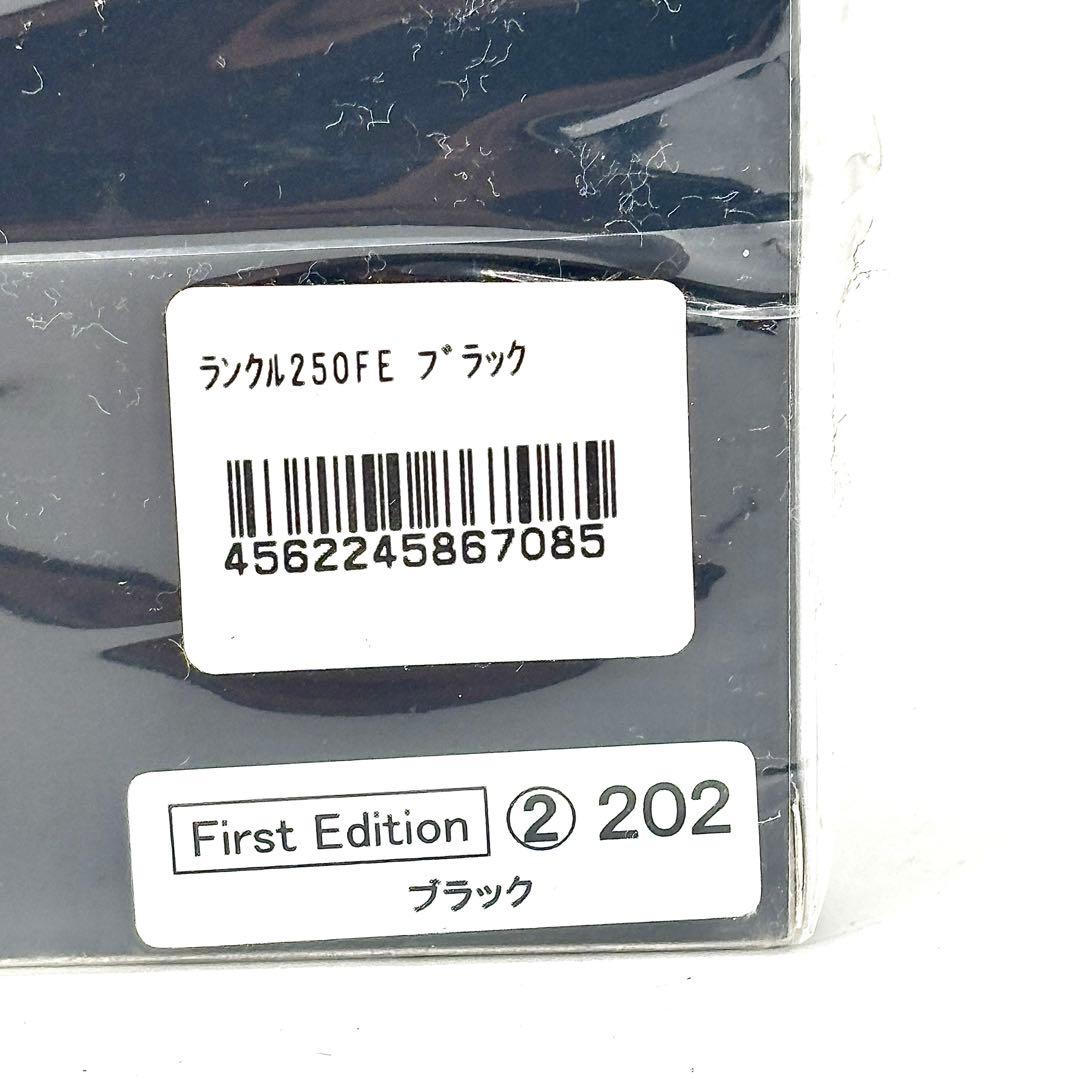 ﾗﾝｸﾙ250FE ﾌﾞﾗｯｸ
4562245867085
First Edition ② 202
ブラック